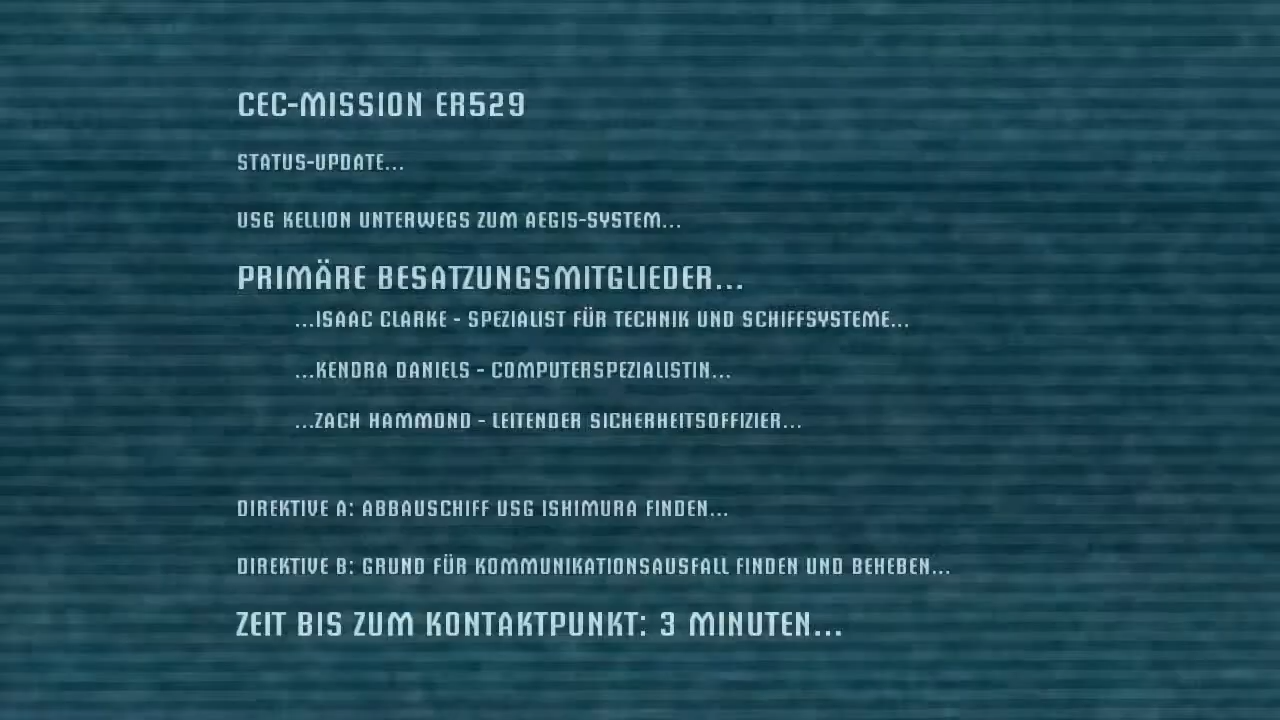 CEC-MISSION ER529
STATUS-UPDATE...
USG KELLION UNTERWEGS ZUM AEGIS-SYSTEM...
PRIMÄRE BESATZUNGSMITGLIEDER...
...ISAAC CLARKE - SPEZIALIST FÜR TECHNIK UND SCHIFFSYSTEME...
...KENDRA DANIELS - COMPUTERSPEZIALISTIN...
...ZACH HAMMOND - LEITENDER SICHERHEITSOFFIZIER...
DIREKTIVE A: ABBAUSCHIFF USG ISHIMURA FINDEN...
DIREKTIVE B: GRUND FÜR KOMMUNIKATIONSAUSFALL FINDEN UND BEHEBEN...
ZEIT BIS ZUM KONTAKTPUNKT: 3 MINUTEN...